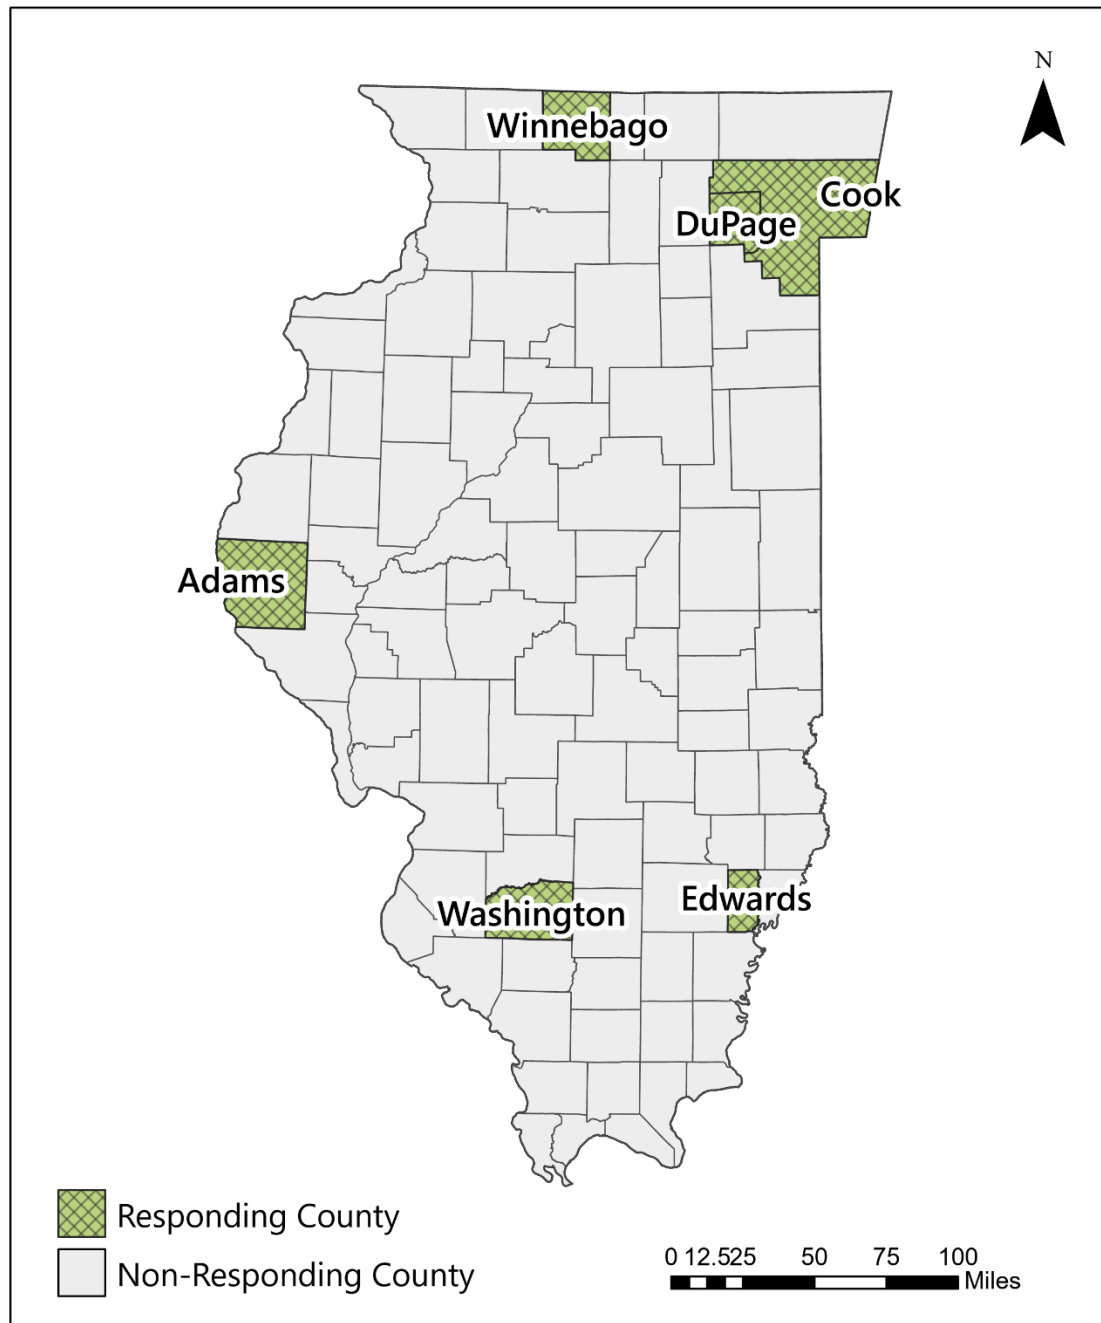 N
Winnebago
Cook
DuPage
Adams
Edwards
Washington
Responding County
Non-Responding County
0 12.525 50 75 100
Miles